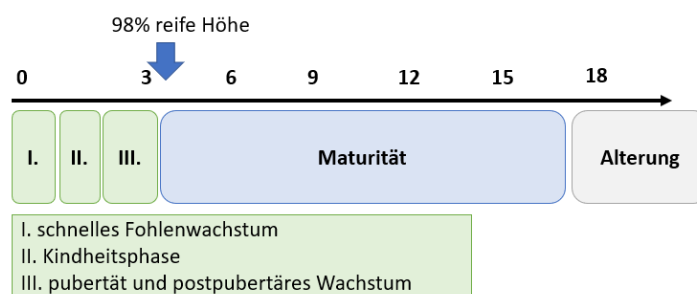 98% reife Höhe
0 3 6 9 12 15 18
I. II. III. Maturität Alterung
I. schnelles Fohlenwachstum
II. Kindheitsphase
III. pubertät und postpubertäres Wachstum